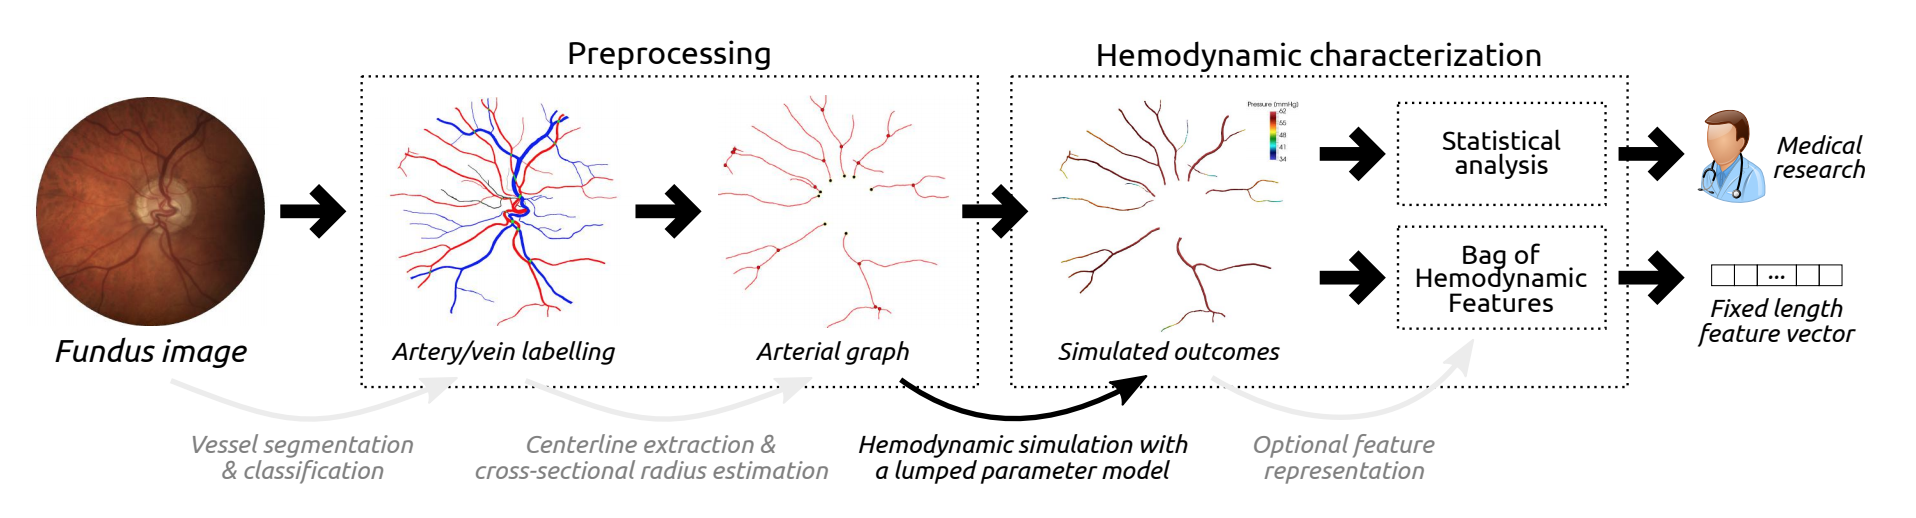 Preprocessing
Hemodynamic characterization
Pressure (mmHg)
62
55
48
41
34
Statistical
analysis
Medical
research
Bag of
Hemodynamic
Features
...
Fixed length
feature vector
Fundus image
Artery/vein labelling
Arterial graph
Simulated outcomes
Vessel segmentation
& classification
Centerline extraction &
cross-sectional radius estimation
Hemodynamic simulation with
a lumped parameter model
Optional feature
representation